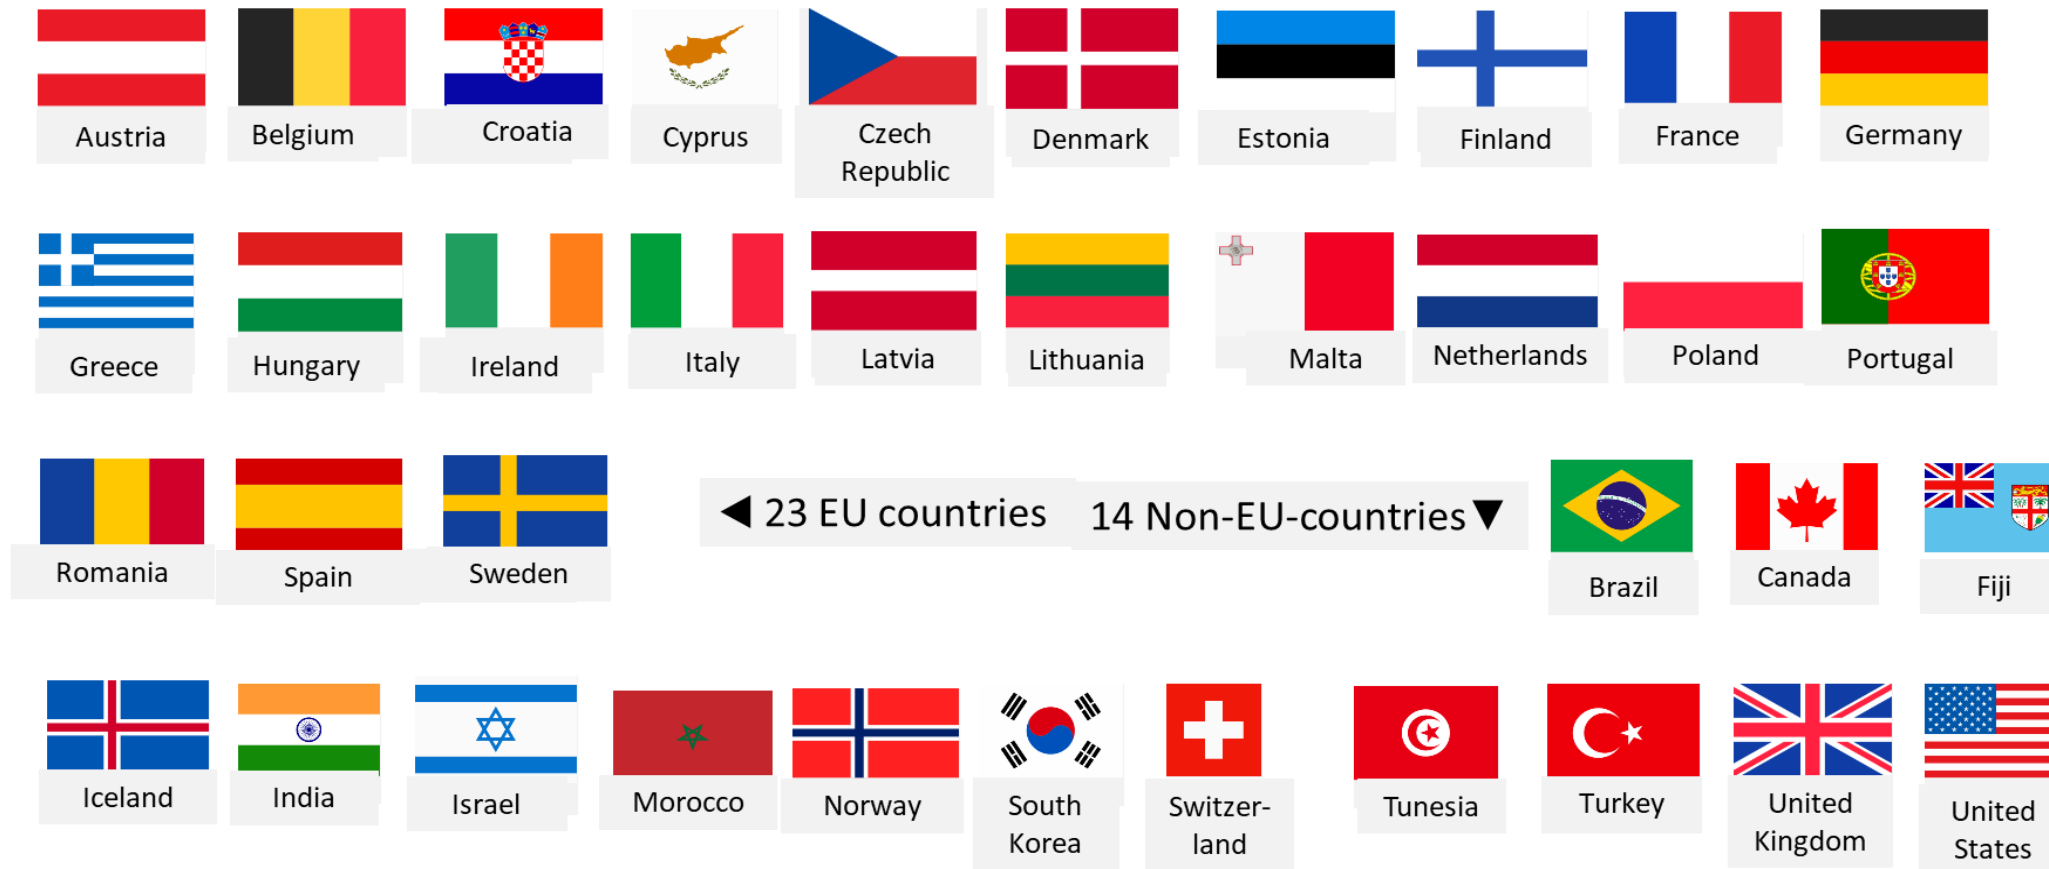 Austria
Belgium
Croatia
Cyprus
Czech
Republic
Denmark
Estonia
Finland
France
Germany
Greece
Hungary
Ireland
Italy
Latvia
Lithuania
Malta
Netherlands
Poland
Portugal
Romania
Spain
Sweden
◀ 23 EU countries
14 Non-EU-countries ▼
Brazil
Canada
Fiji
Iceland
India
Israel
Morocco
Norway
South
Korea
Switzer-
land
Tunesia
Turkey
United
Kingdom
United
States